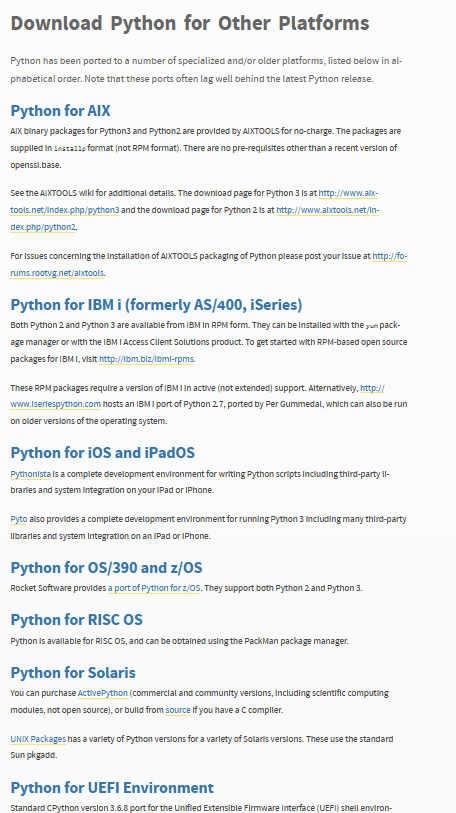 Download Python for Other Platforms
Python has been ported to a number of specialized and/or older platforms, listed below in al-
phabetical order. Note that these ports often lag well behind the latest Python release.
Python for AIX
AIX binary packages for Python3 and Python2 are provided by AIXTOOLS for no-charge. The packages are
supplied in installp format (not RPM format). There are no pre-requisites other than a recent version of
openssl.base.
See the AIXTOOLS wiki for additional details. The download page for Python 3 is at http://www.aix-
tools.net/index.php/python3 and the download page for Python 2 is at http://www.aixtools.net/in-
dex.php/python2.
For issues concerning the installation of AIXTOOLS packaging of Python please post your issue at http://fo-
rums.rootvg.net/aixtools.
Python for IBM i (formerly AS/400, iSeries)
Both Python 2 and Python 3 are available from IBM in RPM form. They can be installed with the yum pack-
age manager or with the IBM i Access Client Solutions product. To get started with RPM-based open source
packages for IBM i, visit http://ibm.biz/ibmi-rpms.
These RPM packages require a version of IBM i in active (not extended) support. Alternatively, http://
www.iseriespython.com hosts an IBM i port of Python 2.7, ported by Per Gummedal, which can also be run
on older versions of the operating system.
Python for iOS and iPadOS
Pythonista is a complete development environment for writing Python scripts including third-party li-
braries and system integration on your iPad or iPhone.
Pyto also provides a complete development environment for running Python 3 including many third-party
libraries and system integration on an iPad or iPhone.
Python for OS/390 and z/OS
Rocket Software provides a port of Python for z/OS. They support both Python 2 and Python 3.
Python for RISC OS
Python is available for RISC OS, and can be obtained using the PackMan package manager.
Python for Solaris
You can purchase ActivePython (commercial and community versions, including scientific computing
modules, not open source), or build from source if you have a C compiler.
UNIX Packages has a variety of Python versions for a variety of Solaris versions. These use the standard
Sun pkgadd.
Python for UEFI Environment
Standard CPython version 3.6.8 port for the Unified Extensible Firmware Interface (UEFI) shell environ-